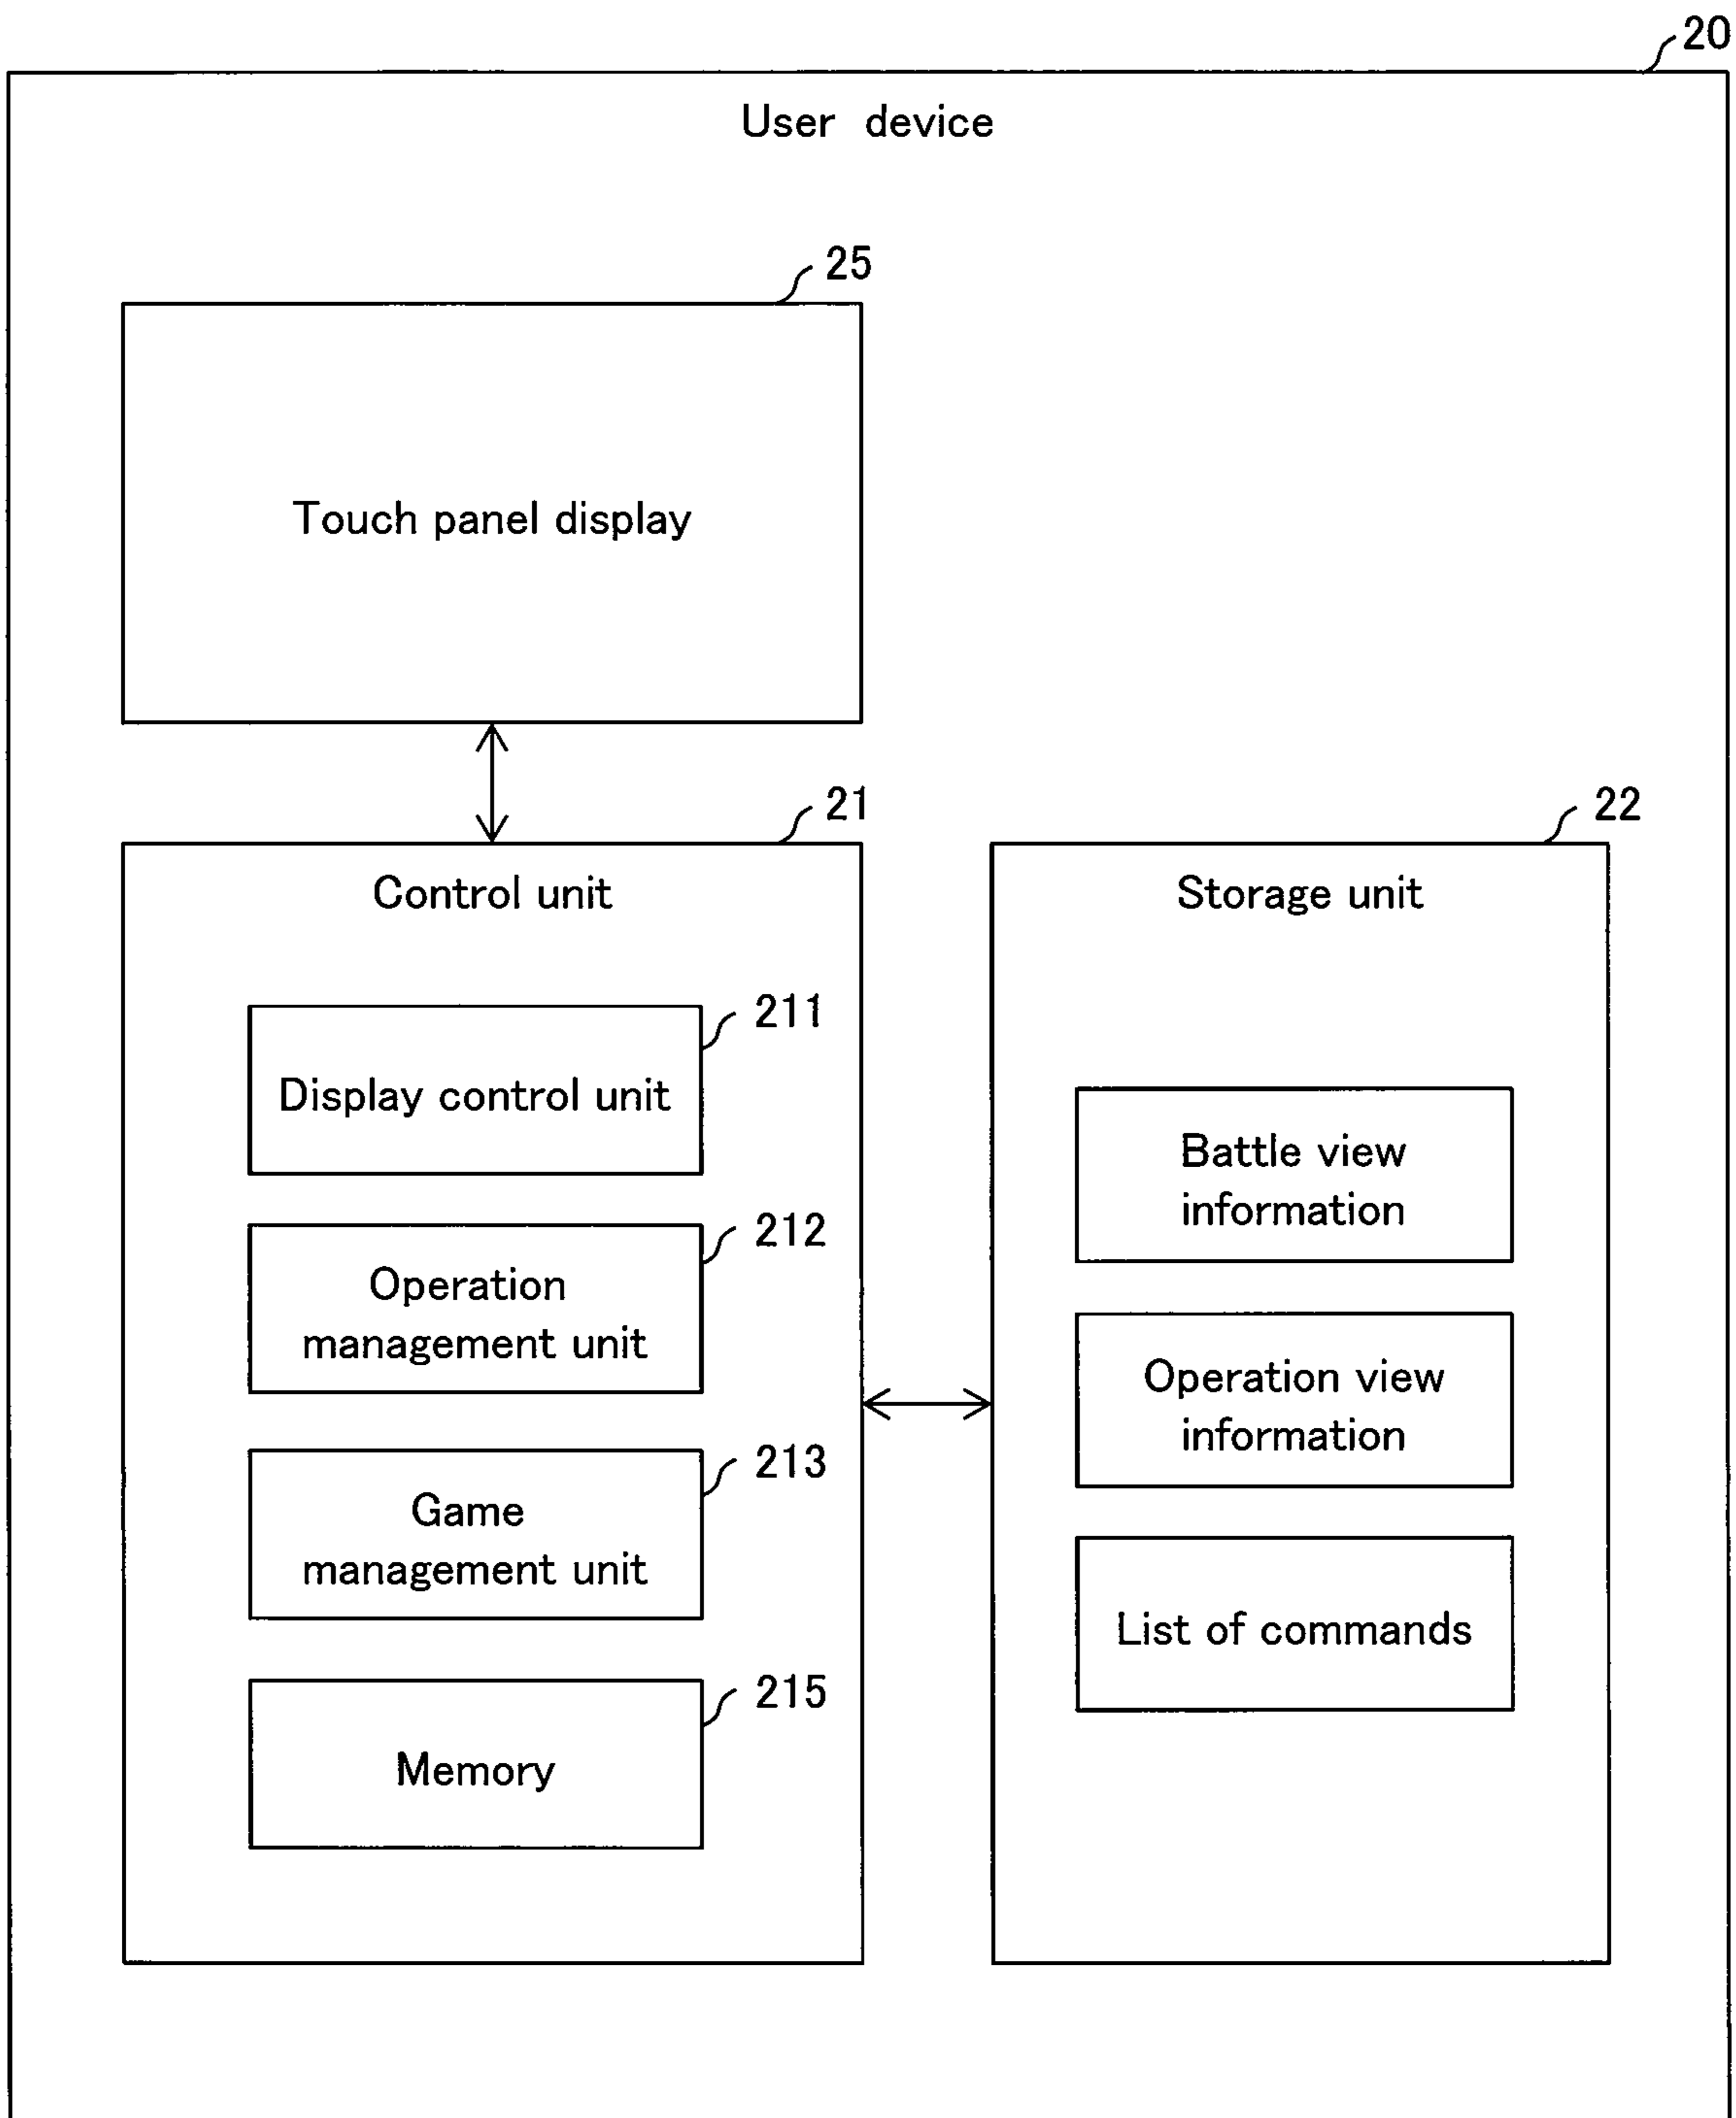 20
User device
25
Touch panel display
21
Control unit
211
Display control unit
212
Operation
management unit
213
Game
management unit
215
Memory
22
Storage unit
Battle view
information
Operation view
information
List of commands